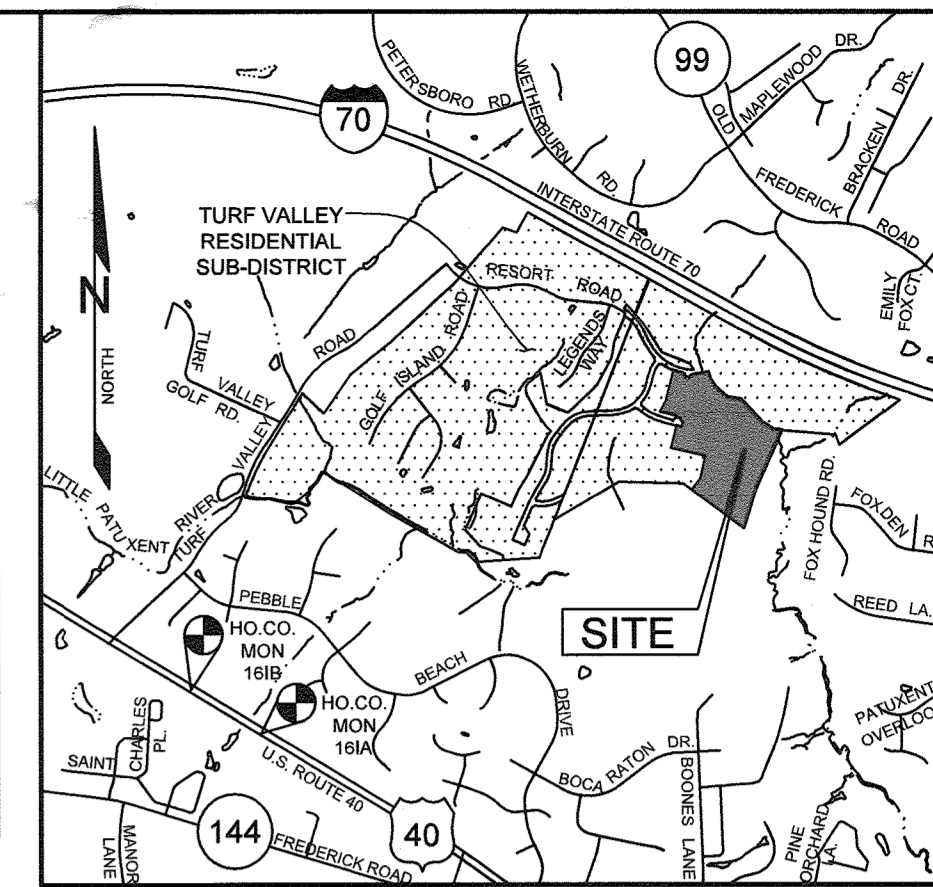 PETERSBORO RD
WETHERBURN RD.
99
OLD
MAPLEWOOD DR.
BRACKEN DR.
70
INTERSTATE ROUTE 70
FREDERICK ROAD
EMILY
FOX CT.
TURF VALLEY
RESIDENTIAL
SUB-DISTRICT
N
NORTH
RESORT ROAD
TURF VALLEY
GOLF RD.
ROAD
GOLF ISLAND ROAD
LEGENDS
WAY
VALLEY
TURF
LITTLE PATUXENT RIVER
FOX HOUND RD.
FOX DEN R
REED LA.
PEBBLE BEACH DRIVE
SITE
HO.CO.
MON
16IB
HO.CO.
MON
16IA
PATUXENT
OVERLOO
SAINT CHARLES
PL.
U.S. ROUTE 40
BOCA RATON DR.
BOONES LANE
PINE
ORCHARD
LA.
MANOR
LANE
144
FREDERICK ROAD
40